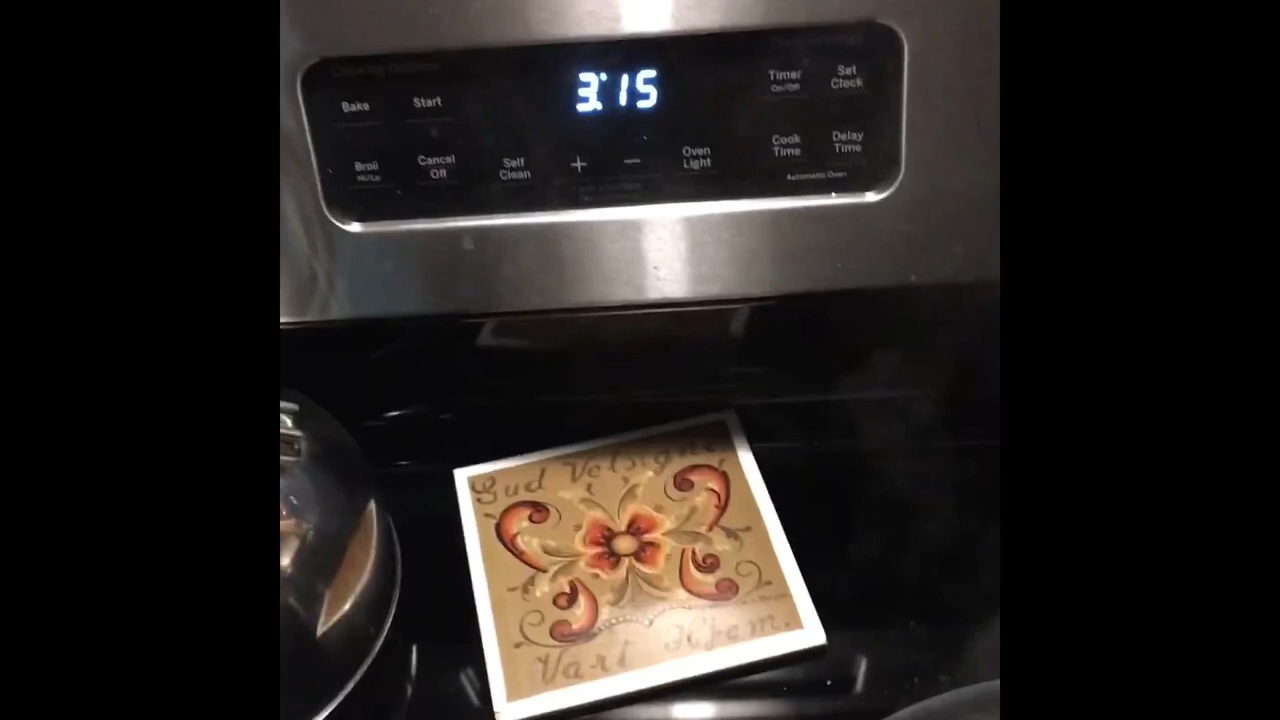 3:15
Timer
On/Off
Set
Clock
Bake
Start
Broil
Hi/Lo
Cancel
Off
Self
Clean
+
−
Oven
Light
Cook
Time
Delay
Time
Automatic Oven
Gud Velsigne
Vart Hjem.